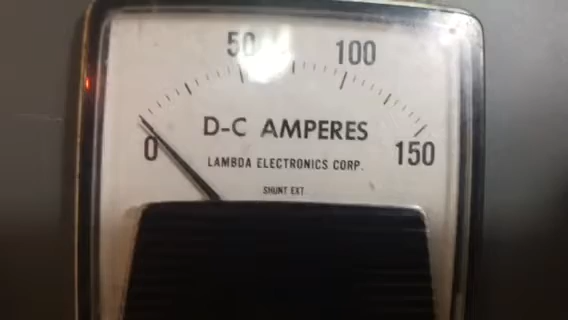 50 100
0 150
D-C AMPERES
LAMBDA ELECTRONICS CORP.
SHUNT EXT